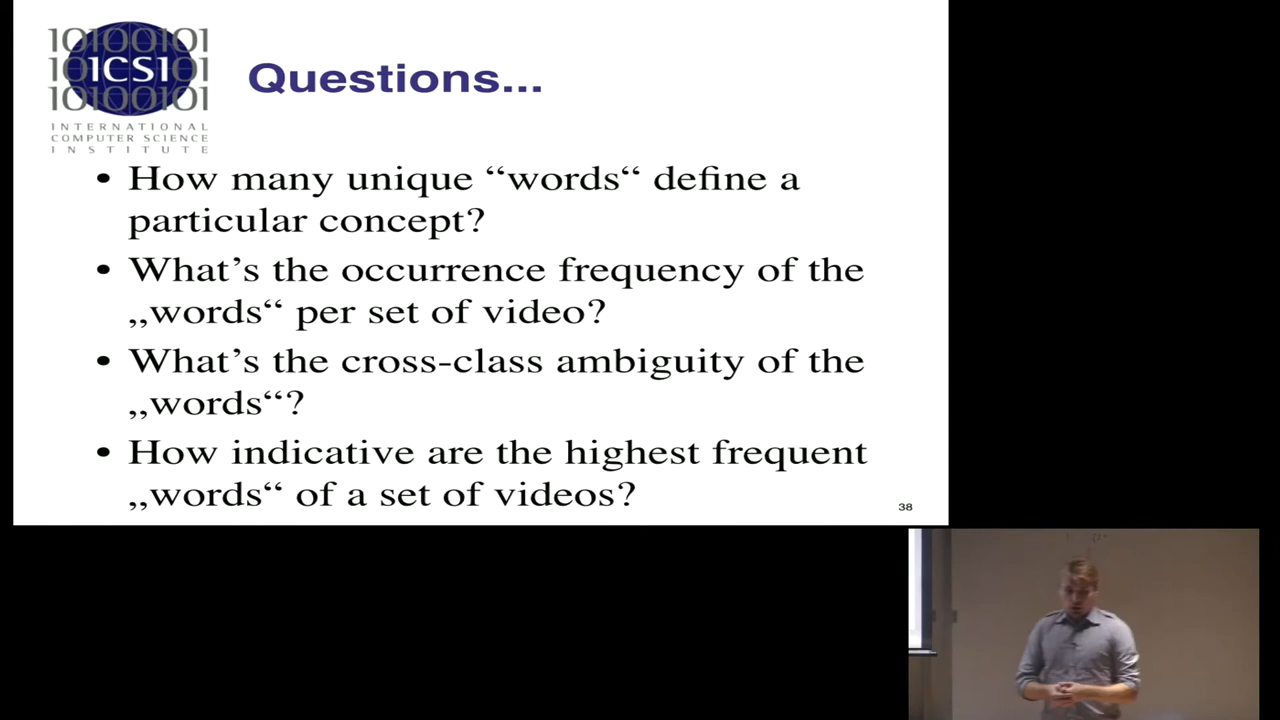 10100101
10ICSI01
10100101
INTERNATIONAL
COMPUTER SCIENCE
INSTITUTE
Questions...
• How many unique “words“ define a
particular concept?
• What’s the occurrence frequency of the
„words“ per set of video?
• What’s the cross-class ambiguity of the
„words“?
• How indicative are the highest frequent
„words“ of a set of videos?
38